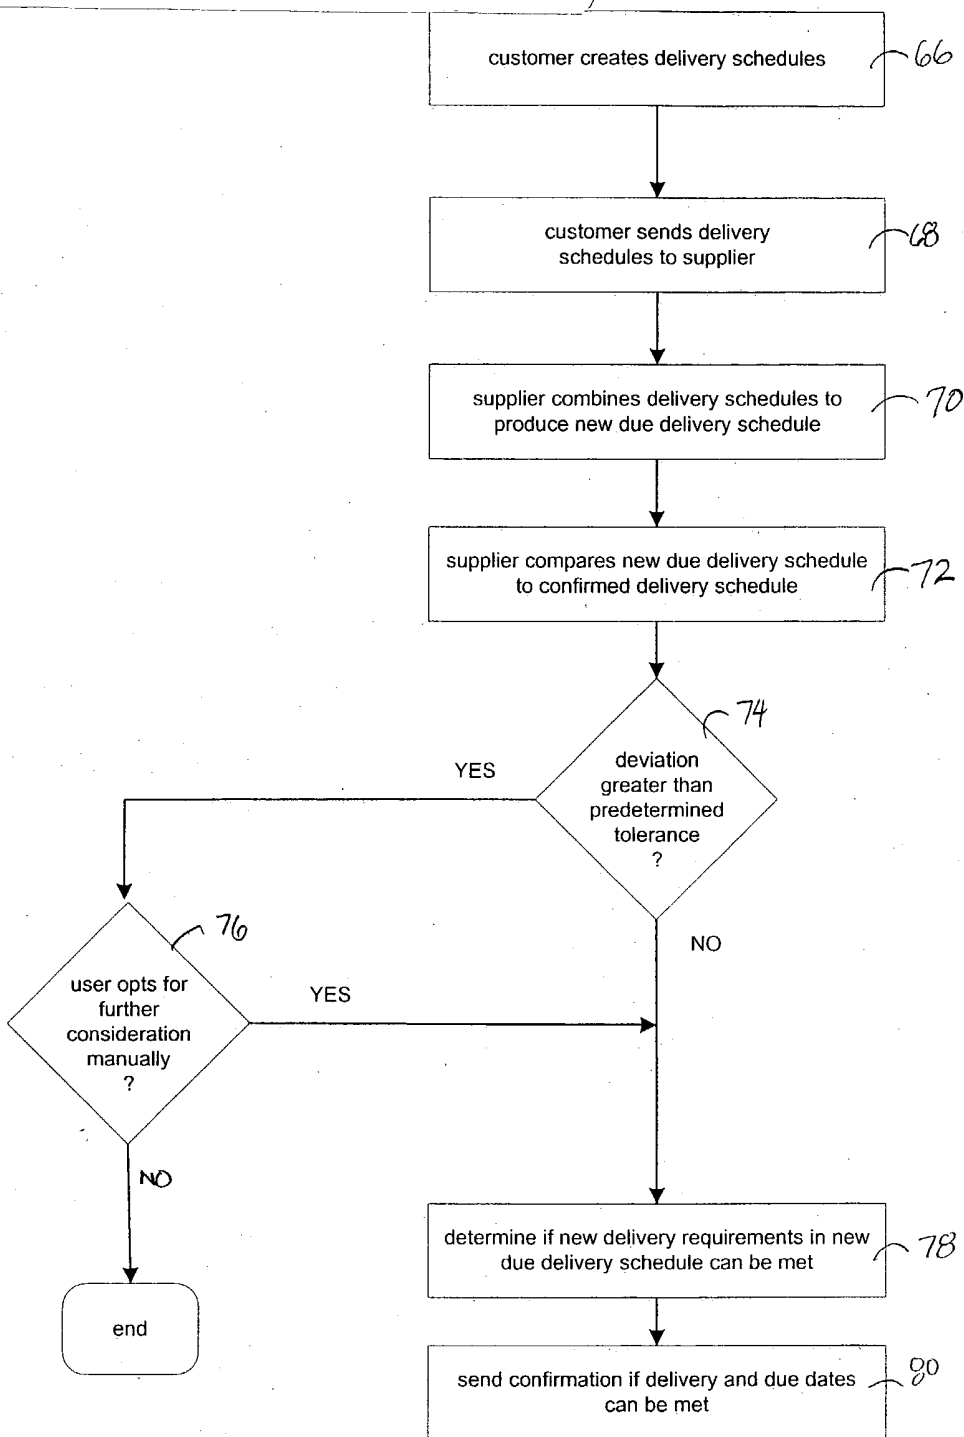 customer creates delivery schedules
66
customer sends delivery
schedules to supplier
68
supplier combines delivery schedules to
produce new due delivery schedule
70
supplier compares new due delivery schedule
to confirmed delivery schedule
72
74
deviation
greater than
predetermined
tolerance
?
YES
NO
76
user opts for
further
consideration
manually
?
YES
NO
end
determine if new delivery requirements in new
due delivery schedule can be met
78
send confirmation if delivery and due dates
can be met
80